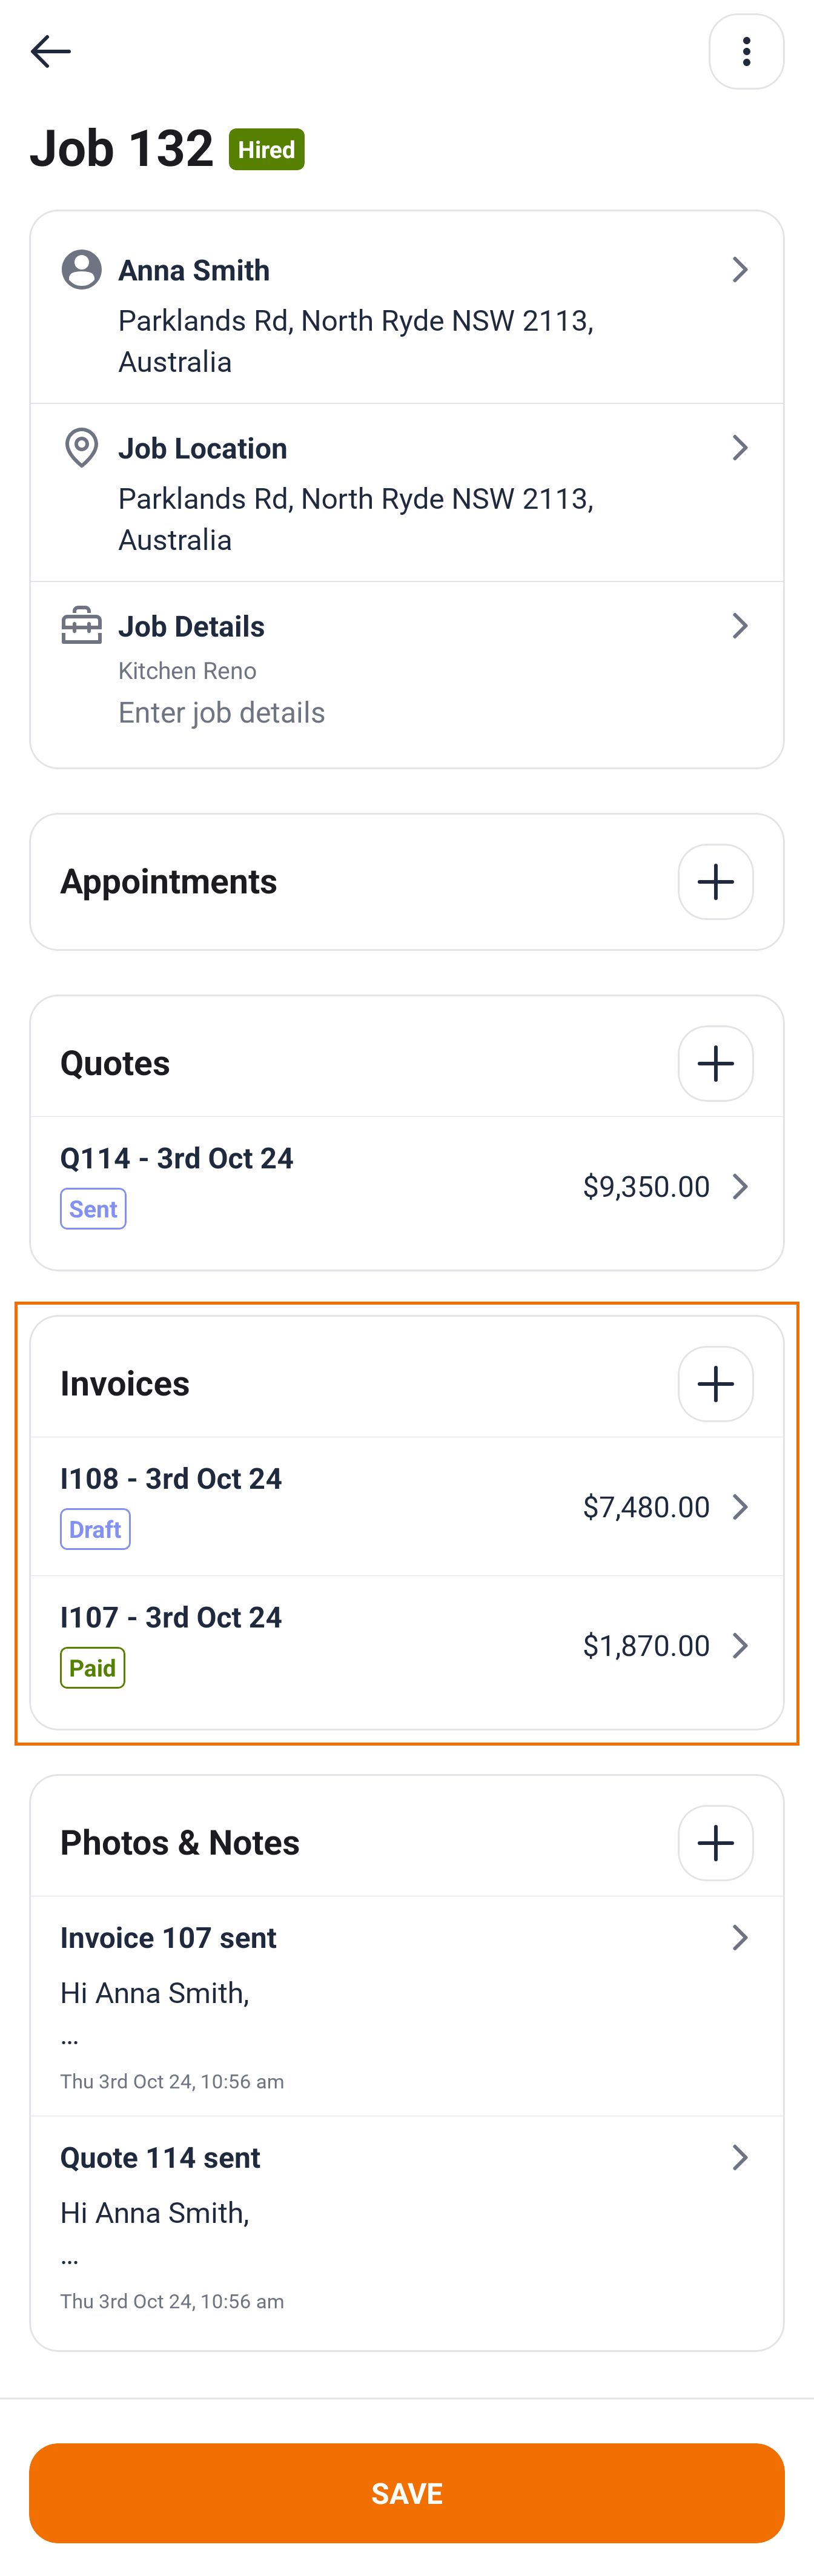 Job 132 Hired
Anna Smith
Parklands Rd, North Ryde NSW 2113,
Australia
Job Location
Parklands Rd, North Ryde NSW 2113,
Australia
Job Details
Kitchen Reno
Enter job details
Appointments
Quotes
Q114 - 3rd Oct 24
Sent
$9,350.00
Invoices
I108 - 3rd Oct 24
Draft
$7,480.00
I107 - 3rd Oct 24
Paid
$1,870.00
Photos & Notes
Invoice 107 sent
Hi Anna Smith,
...
Thu 3rd Oct 24, 10:56 am
Quote 114 sent
Hi Anna Smith,
...
Thu 3rd Oct 24, 10:56 am
SAVE